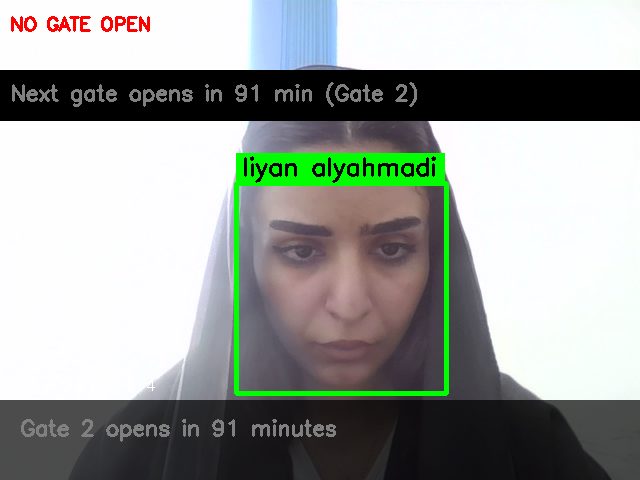 NO GATE OPEN
Next gate opens in 91 min (Gate 2)
liyan alyahmadi
4
Gate 2 opens in 91 minutes